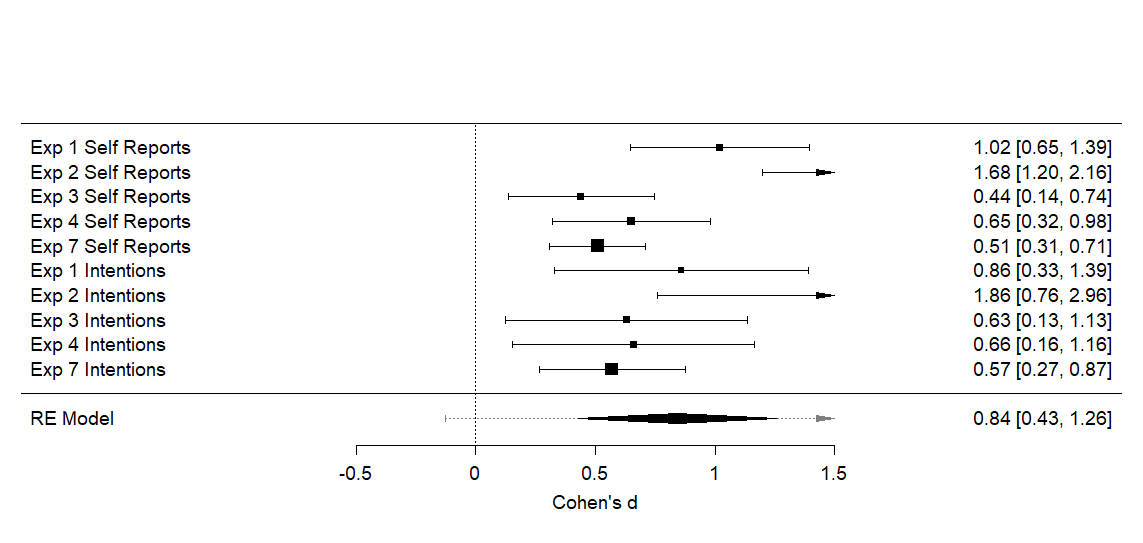 Exp 1 Self Reports 1.02 [0.65, 1.39]
Exp 2 Self Reports 1.68 [1.20, 2.16]
Exp 3 Self Reports 0.44 [0.14, 0.74]
Exp 4 Self Reports 0.65 [0.32, 0.98]
Exp 7 Self Reports 0.51 [0.31, 0.71]
Exp 1 Intentions 0.86 [0.33, 1.39]
Exp 2 Intentions 1.86 [0.76, 2.96]
Exp 3 Intentions 0.63 [0.13, 1.13]
Exp 4 Intentions 0.66 [0.16, 1.16]
Exp 7 Intentions 0.57 [0.27, 0.87]
RE Model 0.84 [0.43, 1.26]
-0.5 0 0.5 1 1.5
Cohen's d